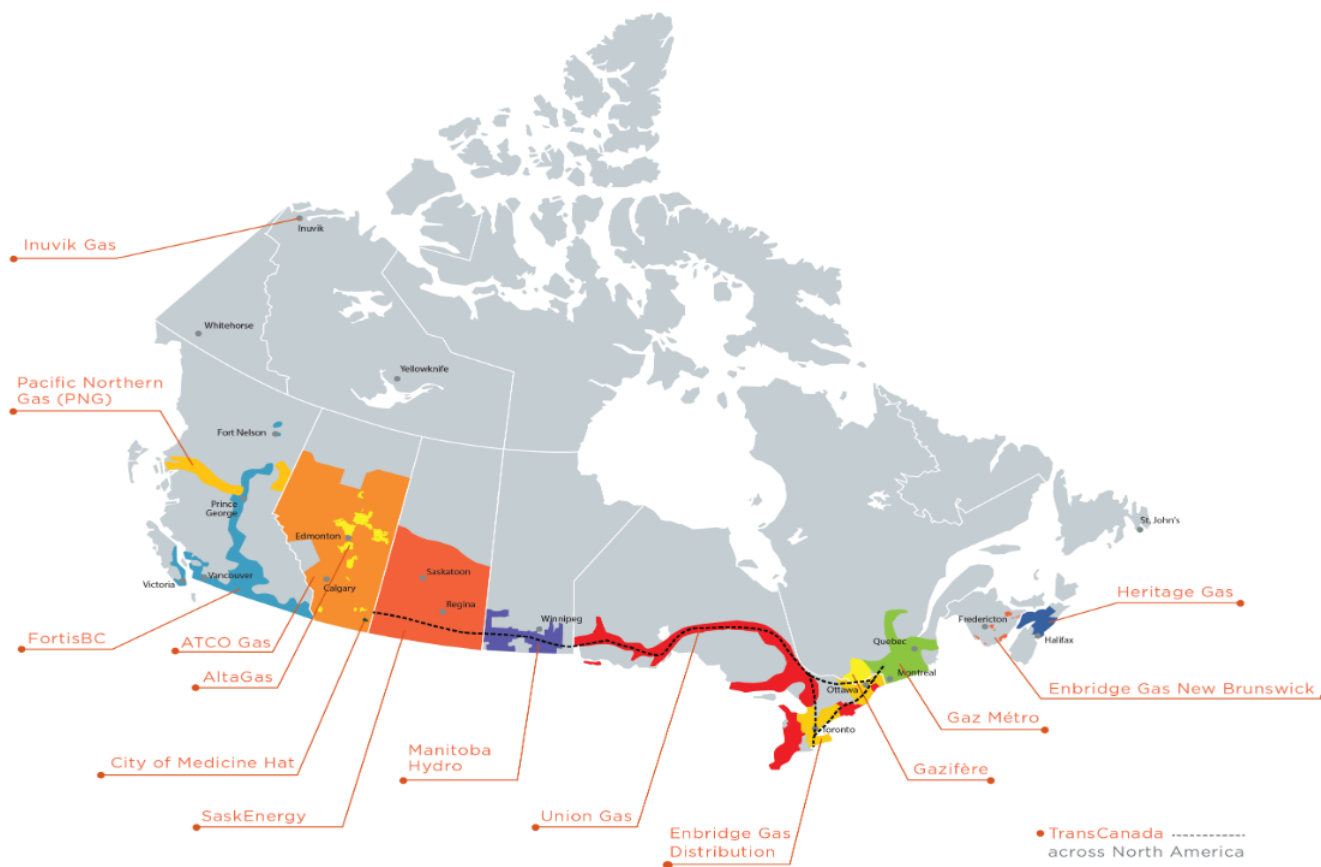 Inuvik
Inuvik Gas
Whitehorse
Yellowknife
Pacific Northern
Gas (PNG)
Fort Nelson
Prince
George
Edmonton
St. John's
Saskatoon
Victoria
Vancouver
Calgary
Regina
Winnipeg
Heritage Gas
Fredericton
Halifax
Quebec
FortisBC
ATCO Gas
AltaGas
Ottawa
Montreal
Enbridge Gas New Brunswick
Toronto
Gaz Métro
City of Medicine Hat
Manitoba
Hydro
Gazifère
SaskEnergy
Union Gas
Enbridge Gas
Distribution
TransCanada
across North America